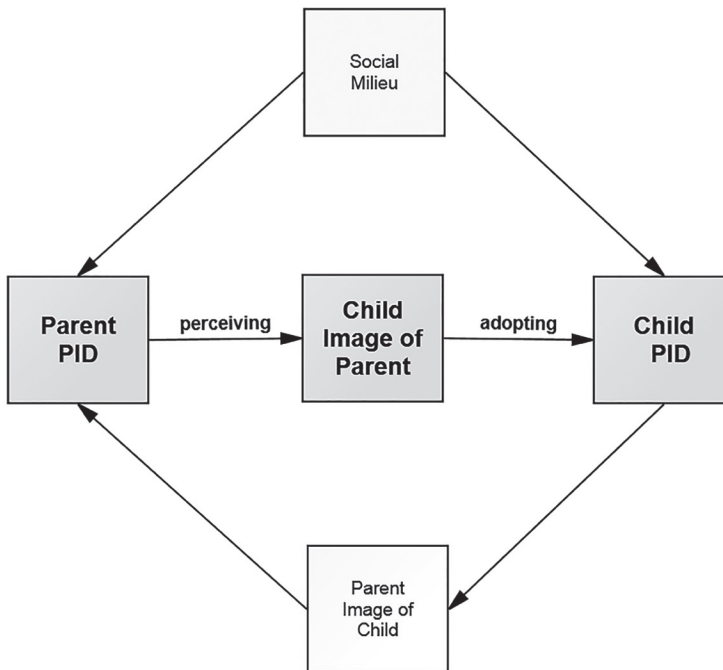 Social
Milieu
Parent
PID
perceiving
Child
Image of
Parent
adopting
Child
PID
Parent
Image of
Child